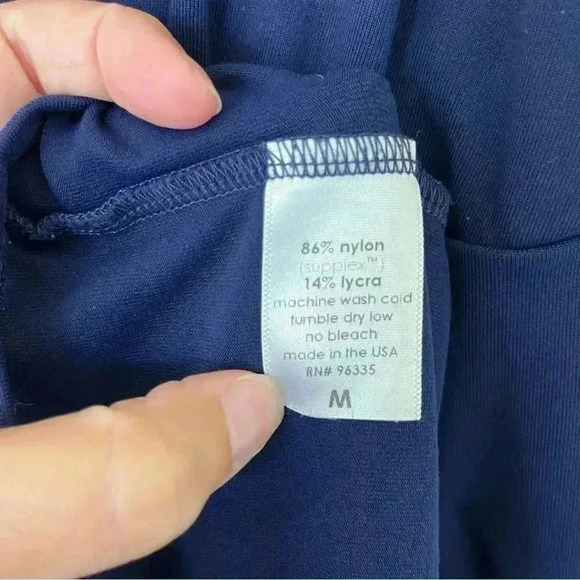 86% nylon
(supplex™)
14% lycra
machine wash cold
tumble dry low
no bleach
made in the USA
RN# 96335
M